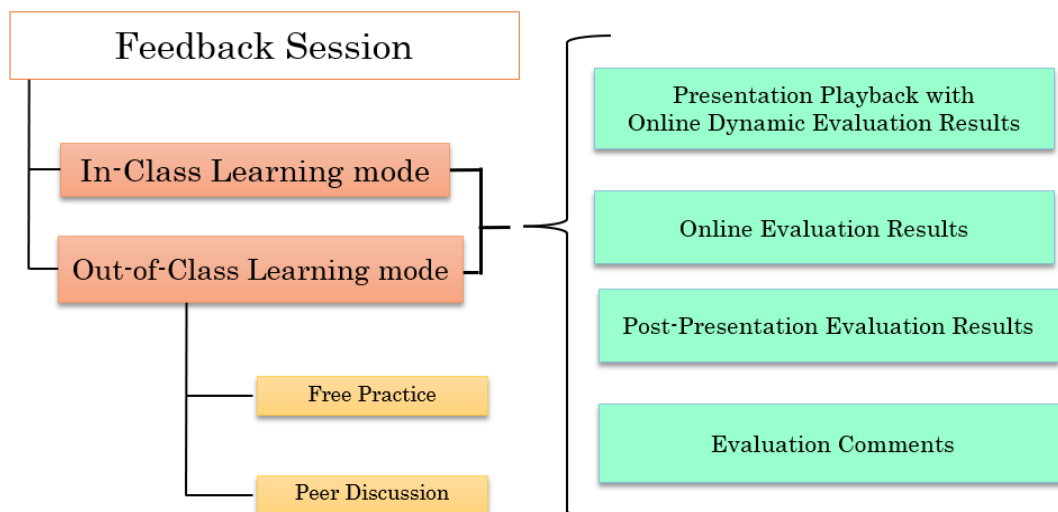 Feedback Session
In-Class Learning mode
Out-of-Class Learning mode
Free Practice
Peer Discussion
Presentation Playback with
Online Dynamic Evaluation Results
Online Evaluation Results
Post-Presentation Evaluation Results
Evaluation Comments